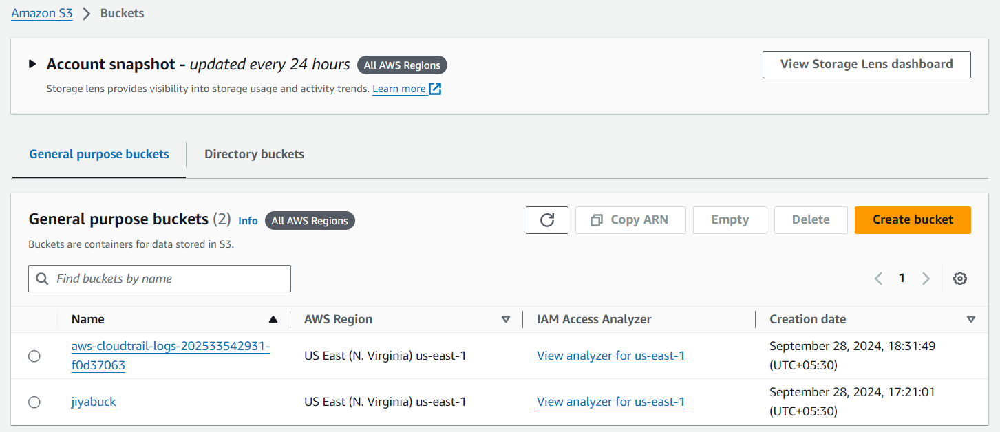 Amazon S3 > Buckets
Account snapshot - updated every 24 hours All AWS Regions
View Storage Lens dashboard
Storage lens provides visibility into storage usage and activity trends. Learn more
General purpose buckets Directory buckets
General purpose buckets (2) Info All AWS Regions
Copy ARN Empty Delete Create bucket
Buckets are containers for data stored in S3.
Find buckets by name
1
Name AWS Region IAM Access Analyzer Creation date
aws-cloudtrail-logs-202533542931-
f0d37063
US East (N. Virginia) us-east-1
View analyzer for us-east-1
September 28, 2024, 18:31:49
(UTC+05:30)
jiyabuck
US East (N. Virginia) us-east-1
View analyzer for us-east-1
September 28, 2024, 17:21:01
(UTC+05:30)